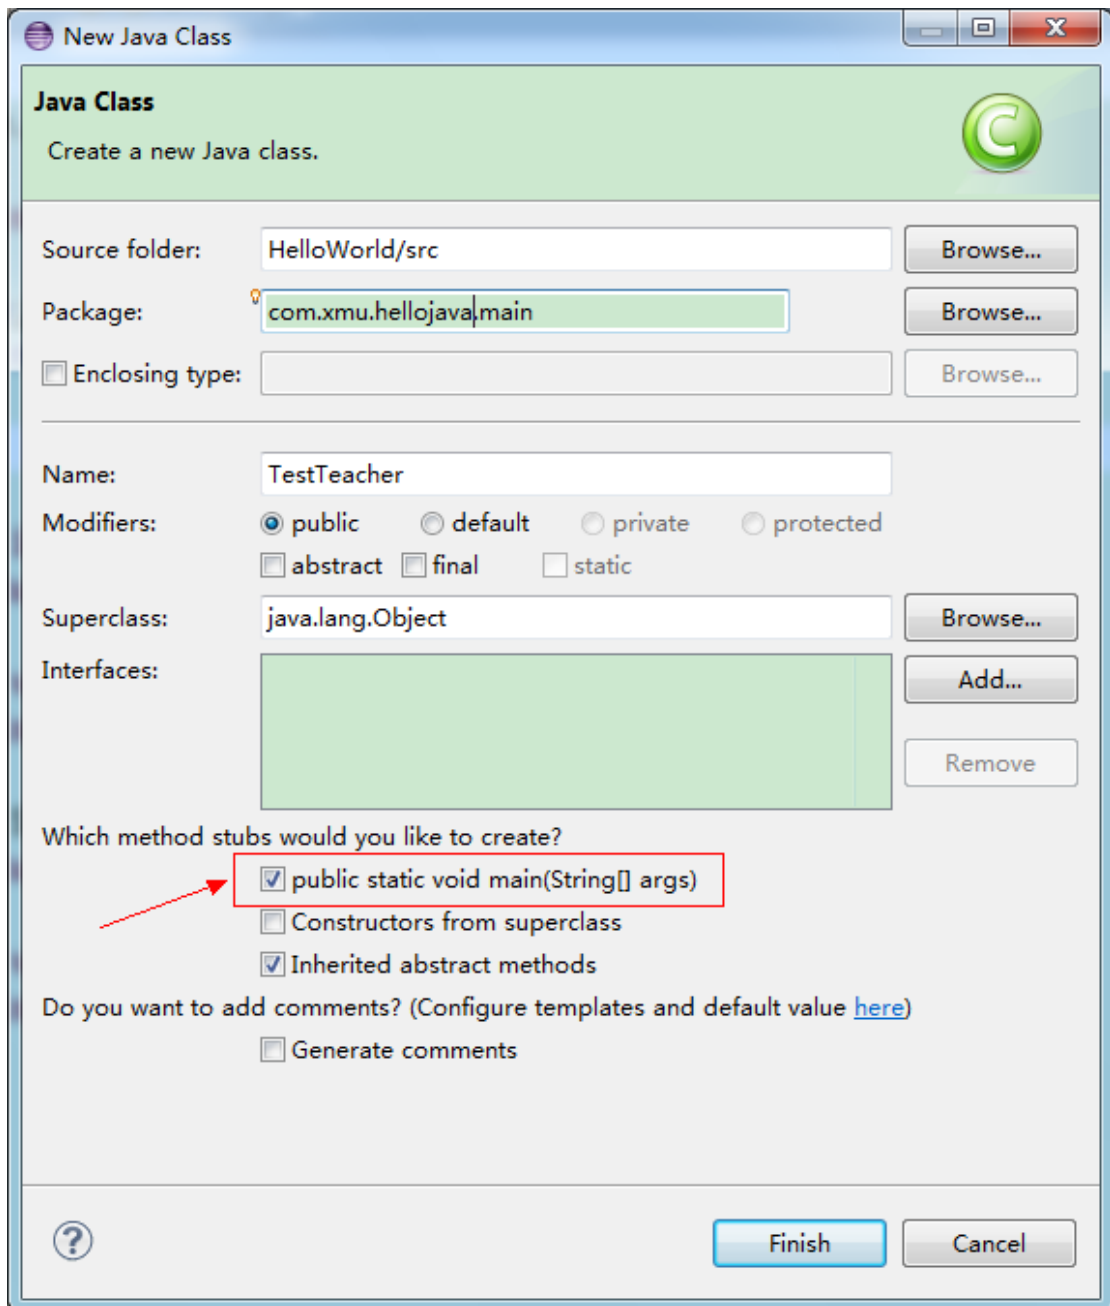 New Java Class
Java Class
Create a new Java class.
Source folder: HelloWorld/src Browse...
Package: com.xmu.hellojava.main Browse...
Enclosing type: Browse...
Name: TestTeacher
Modifiers: public default private protected
abstract final static
Superclass: java.lang.Object Browse...
Interfaces: Add...
Remove
Which method stubs would you like to create?
public static void main(String[] args)
Constructors from superclass
Inherited abstract methods
Do you want to add comments? (Configure templates and default value here)
Generate comments
Finish Cancel